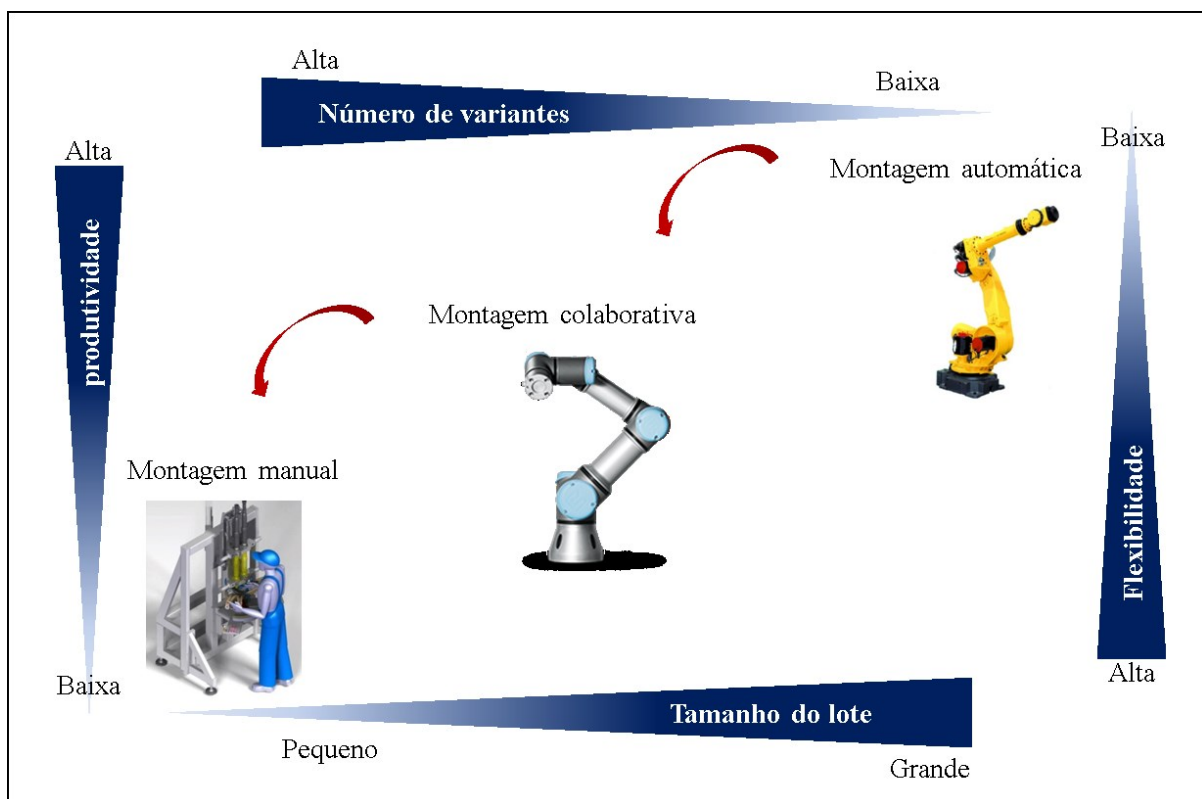 Alta
Baixa
Número de variantes
Alta
Baixa
Montagem automática
produtividade
Montagem colaborativa
Flexibilidade
Montagem manual
Baixa
Alta
Tamanho do lote
Pequeno
Grande